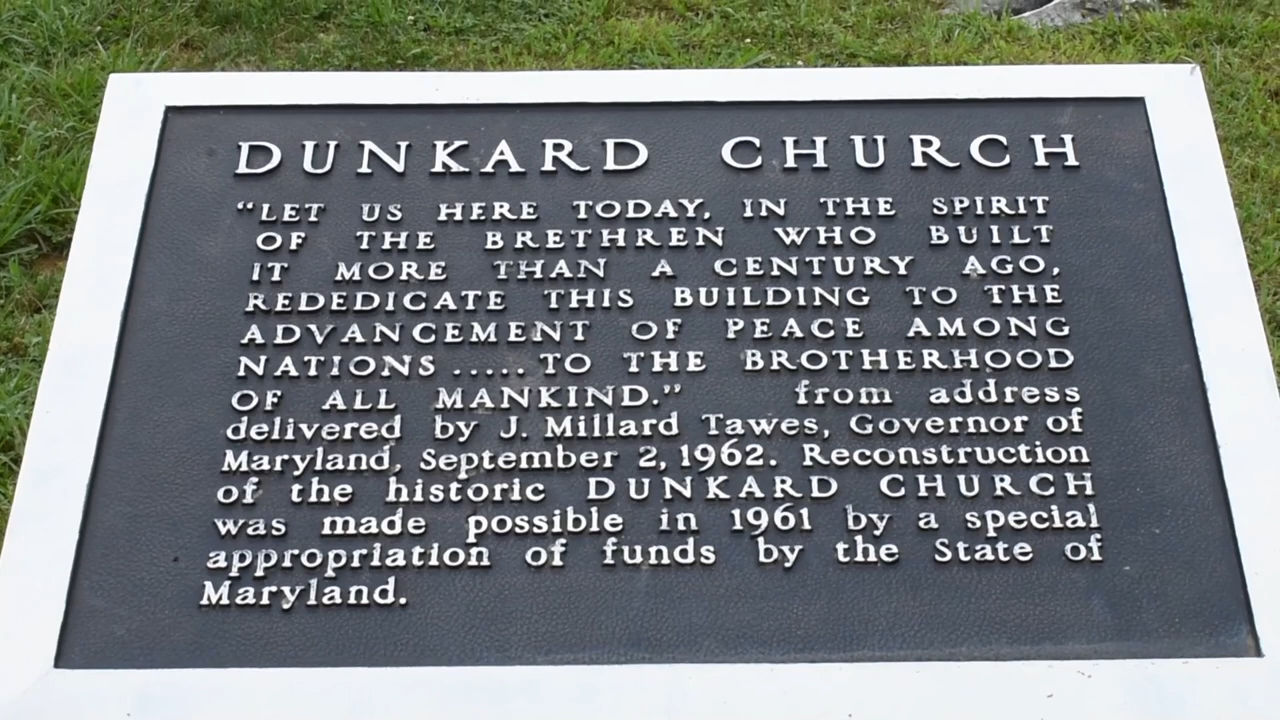 DUNKARD CHURCH
"LET US HERE TODAY, IN THE SPIRIT
OF THE BRETHREN WHO BUILT
IT MORE THAN A CENTURY AGO,
REDEDICATE THIS BUILDING TO THE
ADVANCEMENT OF PEACE AMONG
NATIONS ..... TO THE BROTHERHOOD
OF ALL MANKIND." from address
delivered by J. Millard Tawes, Governor of
Maryland, September 2, 1962. Reconstruction
of the historic DUNKARD CHURCH
was made possible in 1961 by a special
appropriation of funds by the State of
Maryland.